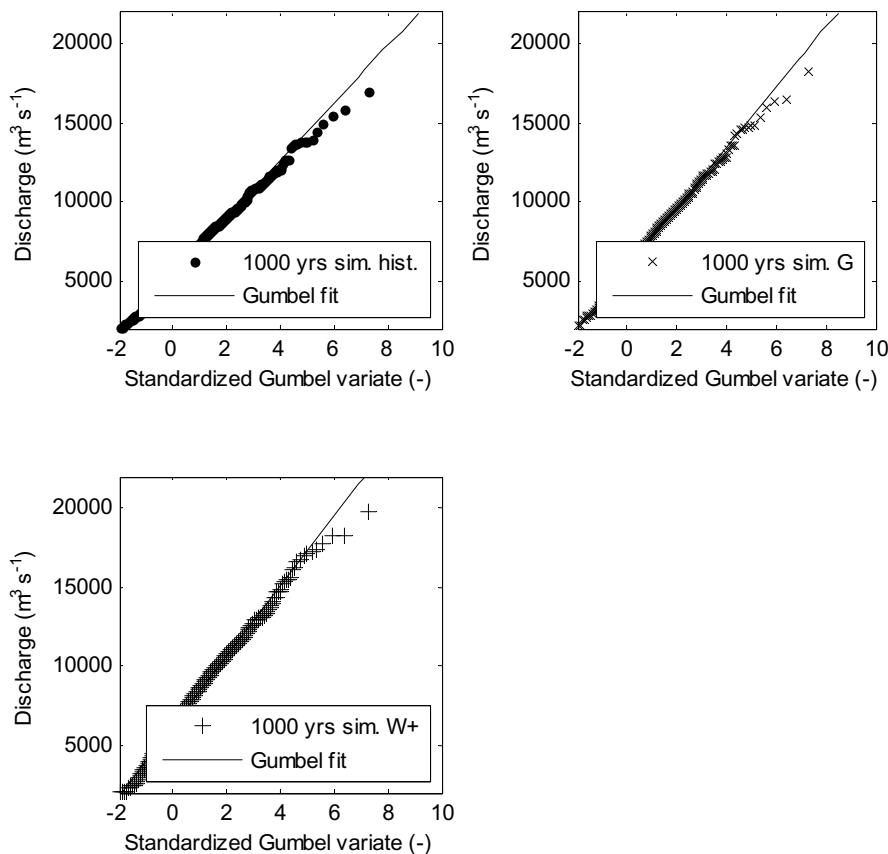 20000
15000
10000
5000
Discharge (m³ s⁻¹)
1000 yrs sim. hist.
Gumbel fit
-2 0 2 4 6 8 10
Standardized Gumbel variate (-)
20000
15000
10000
5000
Discharge (m³ s⁻¹)
1000 yrs sim. G
Gumbel fit
-2 0 2 4 6 8 10
Standardized Gumbel variate (-)
20000
15000
10000
5000
Discharge (m³ s⁻¹)
1000 yrs sim. W+
Gumbel fit
-2 0 2 4 6 8 10
Standardized Gumbel variate (-)